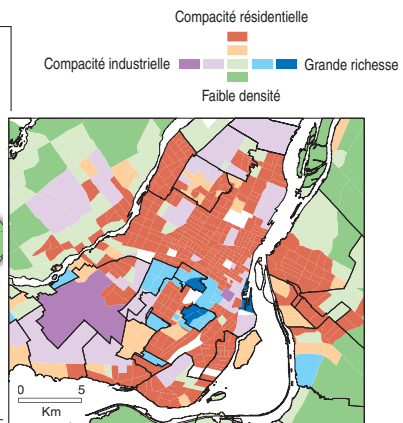 Compacité résidentielle
Compacité industrielle
Grande richesse
Faible densité
0 5
Km